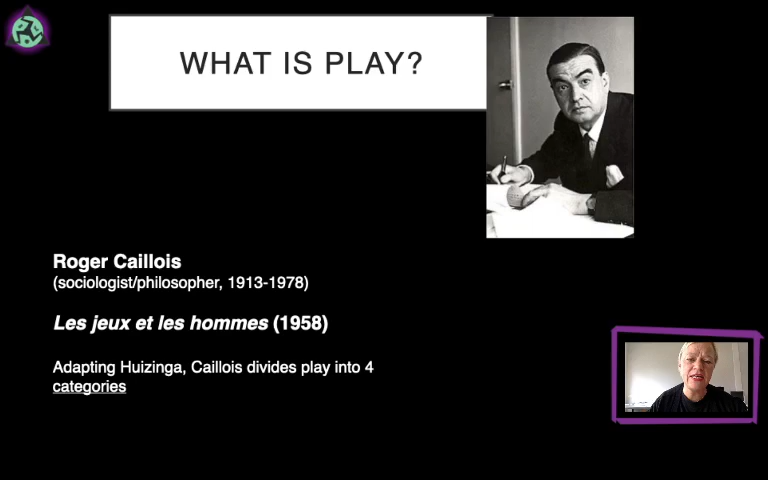 WHAT IS PLAY?
Roger Caillois
(sociologist/philosopher, 1913-1978)
Les jeux et les hommes (1958)
Adapting Huizinga, Caillois divides play into 4
categories